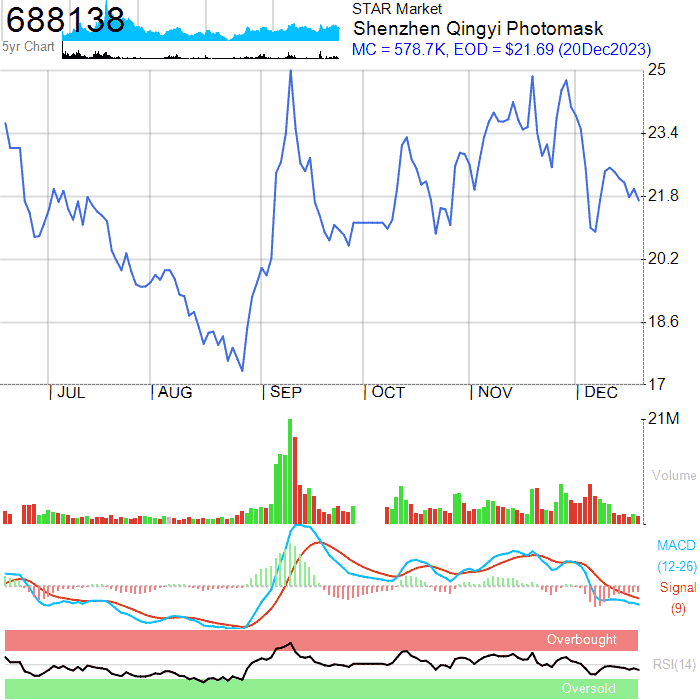 688138
5yr Chart
STAR Market
Shenzhen Qingyi Photomask
MC = 578.7K, EOD = $21.69 (20Dec2023)
25
23.4
21.8
20.2
18.6
17
JUL AUG SEP OCT NOV DEC
21M
Volume
MACD
(12-26)
Signal
(9)
Overbought
RSI(14)
Oversold